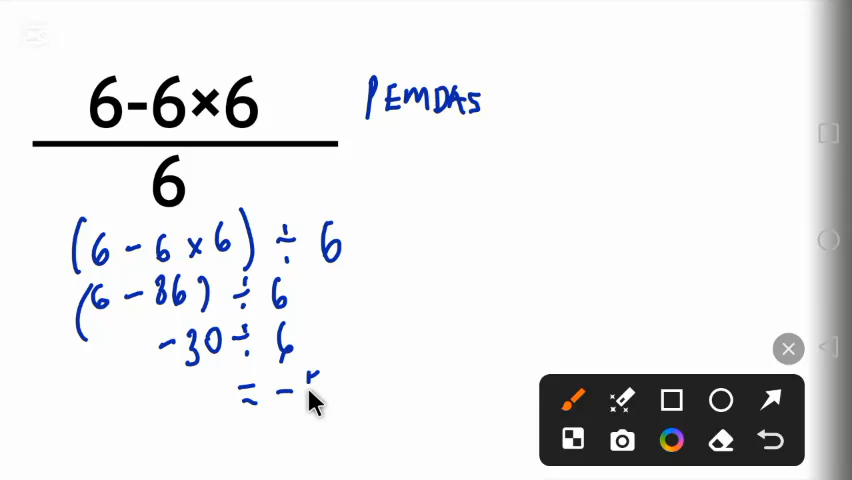 6-6×6
6
PEMDAS
(6 - 6 × 6) ÷ 6
(6 - 36) ÷ 6
-30 ÷ 6
= -